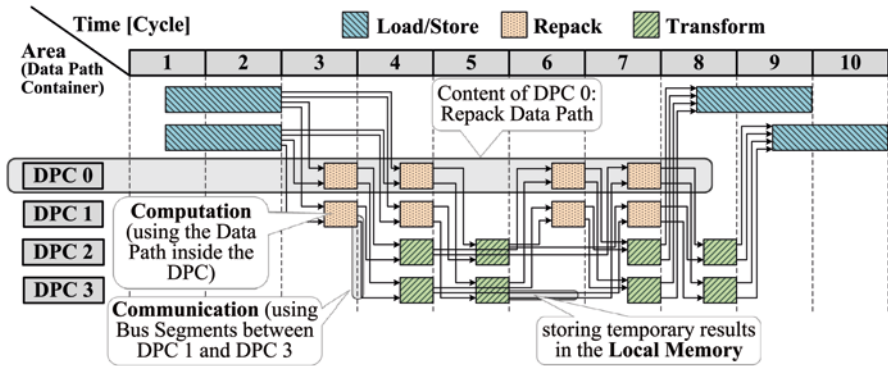 Time [Cycle]
Load/Store
Repack
Transform
Area
(Data Path
Container)
1 2 3 4 5 6 7 8 9 10
Content of DPC 0:
Repack Data Path
DPC 0
DPC 1
Computation
(using the Data
Path inside the
DPC)
DPC 2
DPC 3
Communication (using
Bus Segments between
DPC 1 and DPC 3
storing temporary results
in the Local Memory